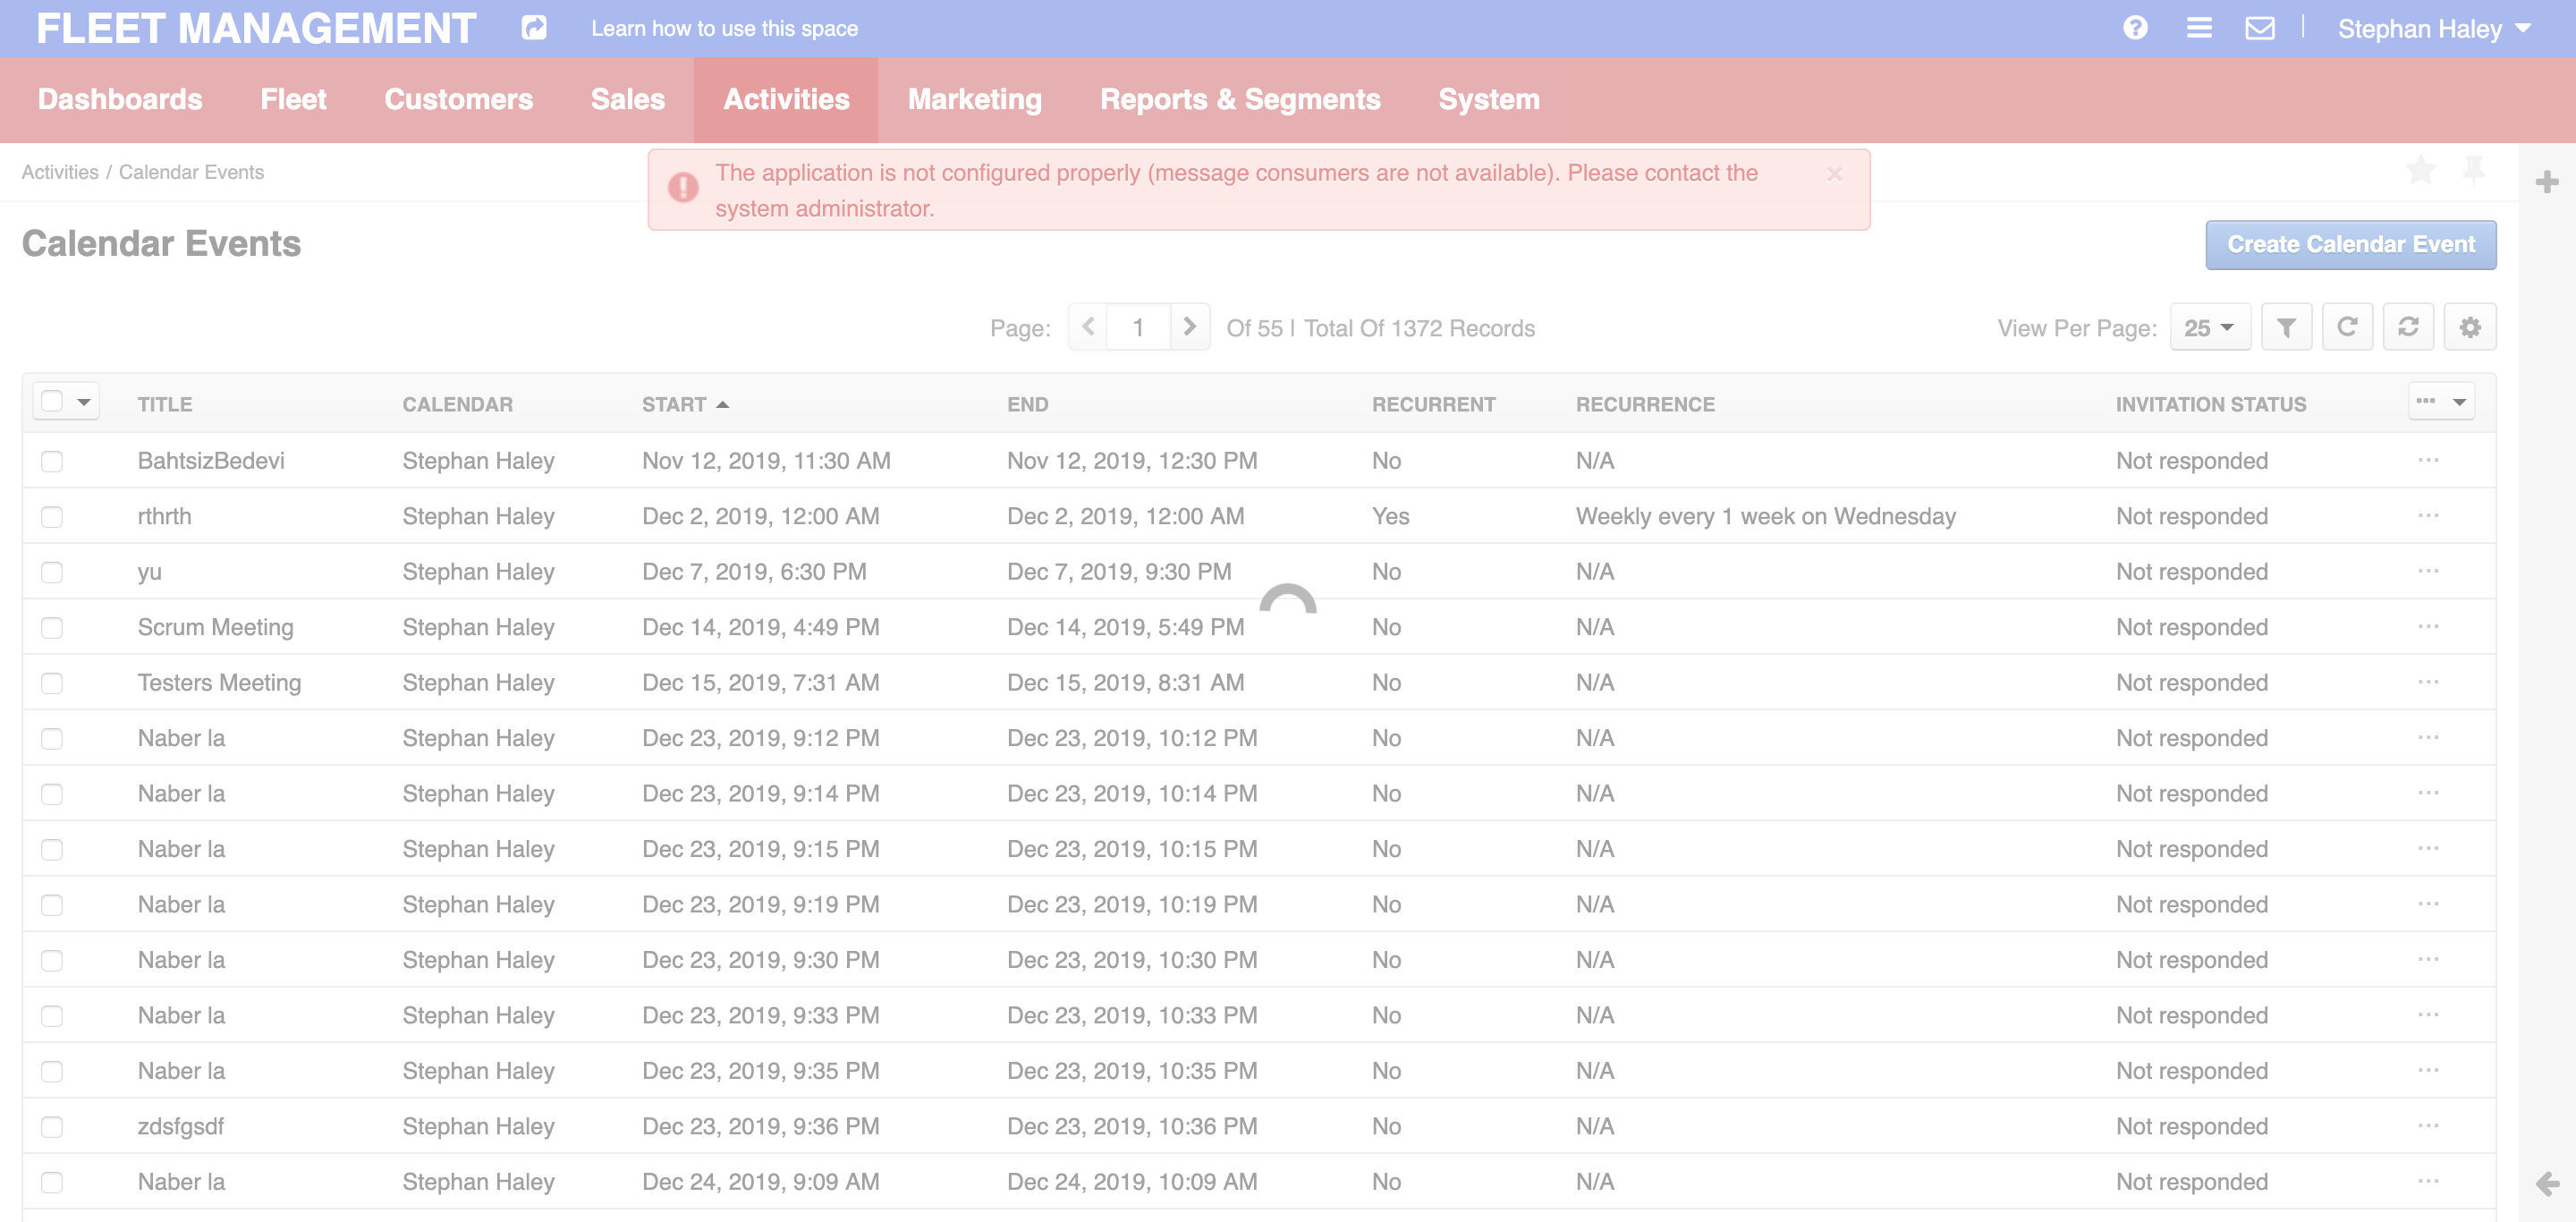 FLEET MANAGEMENT Learn how to use this space Stephan Haley
Dashboards Fleet Customers Sales Activities Marketing Reports & Segments System
Activities / Calendar Events
The application is not configured properly (message consumers are not available). Please contact the
system administrator.
Calendar Events
Create Calendar Event
Page: 1 Of 55 | Total Of 1372 Records View Per Page: 25
TITLE CALENDAR START END RECURRENT RECURRENCE INVITATION STATUS
BahtsizBedevi Stephan Haley Nov 12, 2019, 11:30 AM Nov 12, 2019, 12:30 PM No N/A Not responded
rthrth Stephan Haley Dec 2, 2019, 12:00 AM Dec 2, 2019, 12:00 AM Yes Weekly every 1 week on Wednesday Not responded
yu Stephan Haley Dec 7, 2019, 6:30 PM Dec 7, 2019, 9:30 PM No N/A Not responded
Scrum Meeting Stephan Haley Dec 14, 2019, 4:49 PM Dec 14, 2019, 5:49 PM No N/A Not responded
Testers Meeting Stephan Haley Dec 15, 2019, 7:31 AM Dec 15, 2019, 8:31 AM No N/A Not responded
Naber la Stephan Haley Dec 23, 2019, 9:12 PM Dec 23, 2019, 10:12 PM No N/A Not responded
Naber la Stephan Haley Dec 23, 2019, 9:14 PM Dec 23, 2019, 10:14 PM No N/A Not responded
Naber la Stephan Haley Dec 23, 2019, 9:15 PM Dec 23, 2019, 10:15 PM No N/A Not responded
Naber la Stephan Haley Dec 23, 2019, 9:19 PM Dec 23, 2019, 10:19 PM No N/A Not responded
Naber la Stephan Haley Dec 23, 2019, 9:30 PM Dec 23, 2019, 10:30 PM No N/A Not responded
Naber la Stephan Haley Dec 23, 2019, 9:33 PM Dec 23, 2019, 10:33 PM No N/A Not responded
Naber la Stephan Haley Dec 23, 2019, 9:35 PM Dec 23, 2019, 10:35 PM No N/A Not responded
zdsfgsdf Stephan Haley Dec 23, 2019, 9:36 PM Dec 23, 2019, 10:36 PM No N/A Not responded
Naber la Stephan Haley Dec 24, 2019, 9:09 AM Dec 24, 2019, 10:09 AM No N/A Not responded